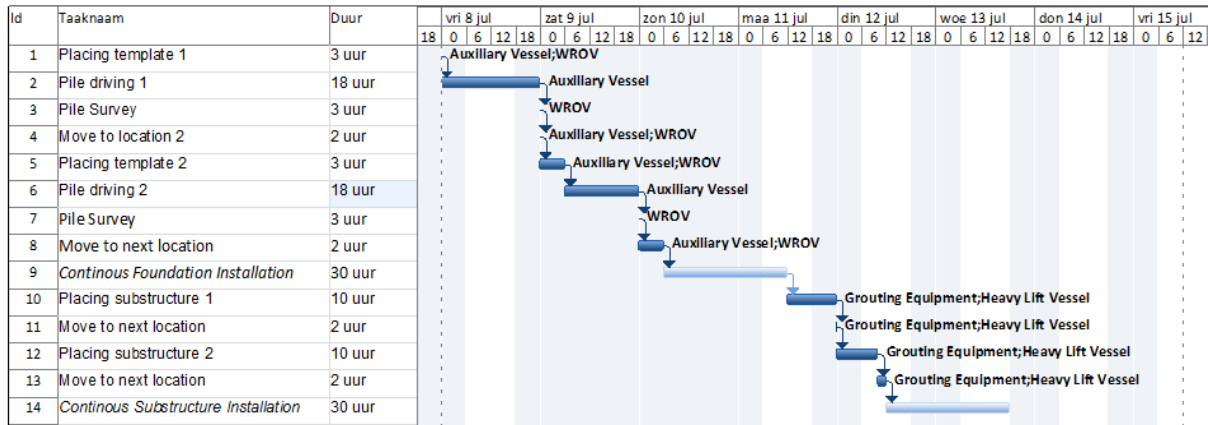 Id Taaknaam Duur vri 8 jul zat 9 jul zon 10 jul maa 11 jul din 12 jul woe 13 jul don 14 jul vri 15 jul
18 0 6 12 18 0 6 12 18 0 6 12 18 0 6 12 18 0 6 12 18 0 6 12 18 0 6 12 18 0 6 12
1 Placing template 1 3 uur Auxiliary Vessel;WROV
2 Pile driving 1 18 uur Auxiliary Vessel
3 Pile Survey 3 uur WROV
4 Move to location 2 2 uur Auxiliary Vessel;WROV
5 Placing template 2 3 uur Auxiliary Vessel;WROV
6 Pile driving 2 18 uur Auxiliary Vessel
7 Pile Survey 3 uur WROV
8 Move to next location 2 uur Auxiliary Vessel;WROV
9 Continous Foundation Installation 30 uur
10 Placing substructure 1 10 uur Grouting Equipment;Heavy Lift Vessel
11 Move to next location 2 uur Grouting Equipment;Heavy Lift Vessel
12 Placing substructure 2 10 uur Grouting Equipment;Heavy Lift Vessel
13 Move to next location 2 uur Grouting Equipment;Heavy Lift Vessel
14 Continous Substructure Installation 30 uur